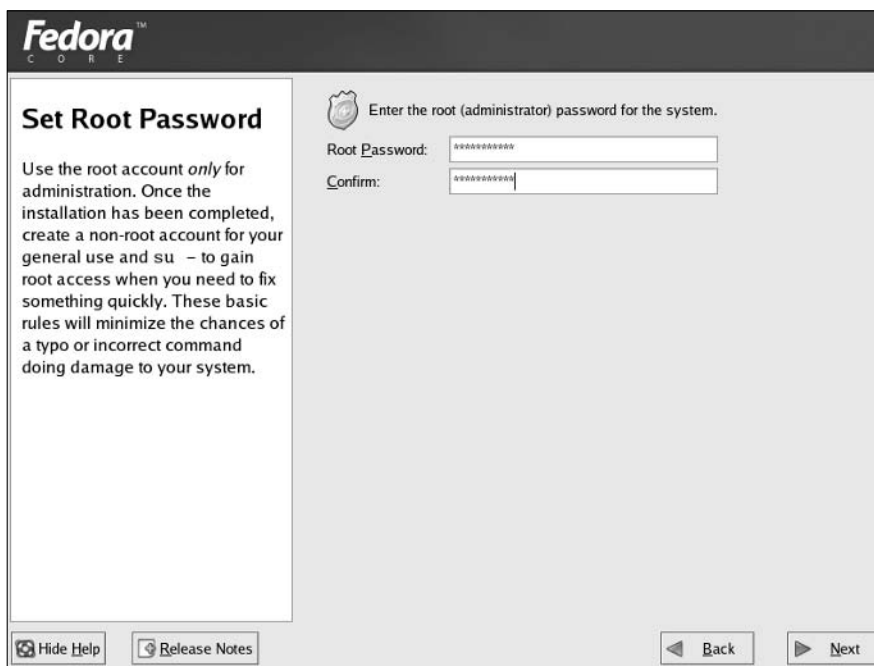 Fedora™
CORE
Set Root Password
Use the root account only for
administration. Once the
installation has been completed,
create a non-root account for your
general use and su - to gain
root access when you need to fix
something quickly. These basic
rules will minimize the chances of
a typo or incorrect command
doing damage to your system.
Enter the root (administrator) password for the system.
Root Password: ***********
Confirm: ***********
Hide Help
Release Notes
Back
Next